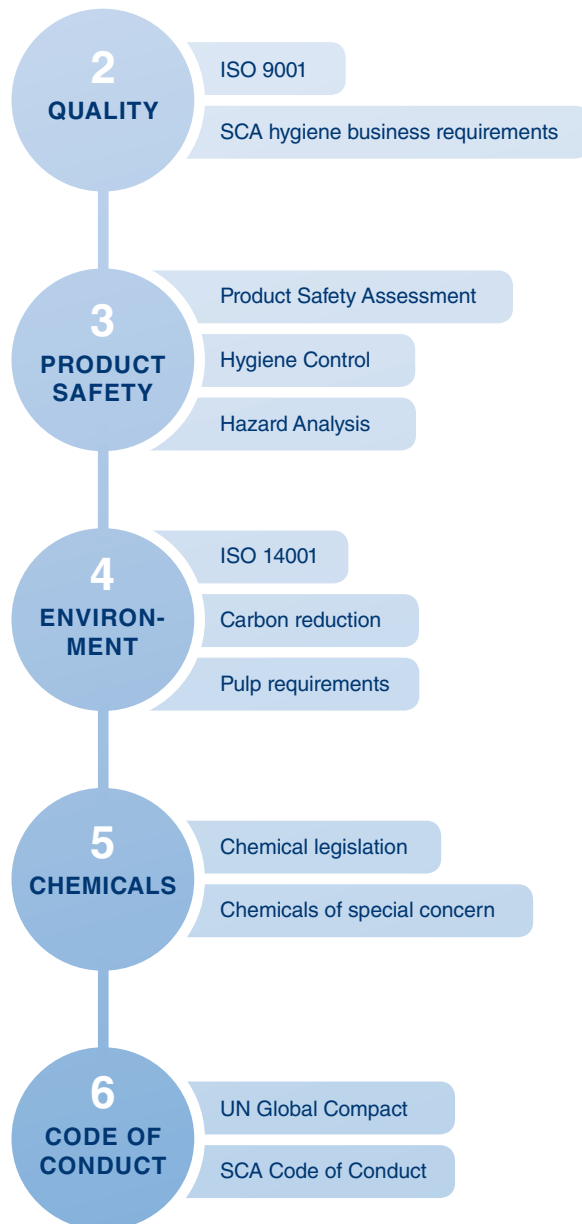 2
QUALITY
ISO 9001
SCA hygiene business requirements
3
PRODUCT
SAFETY
Product Safety Assessment
Hygiene Control
Hazard Analysis
4
ENVIRON-
MENT
ISO 14001
Carbon reduction
Pulp requirements
5
CHEMICALS
Chemical legislation
Chemicals of special concern
6
CODE OF
CONDUCT
UN Global Compact
SCA Code of Conduct